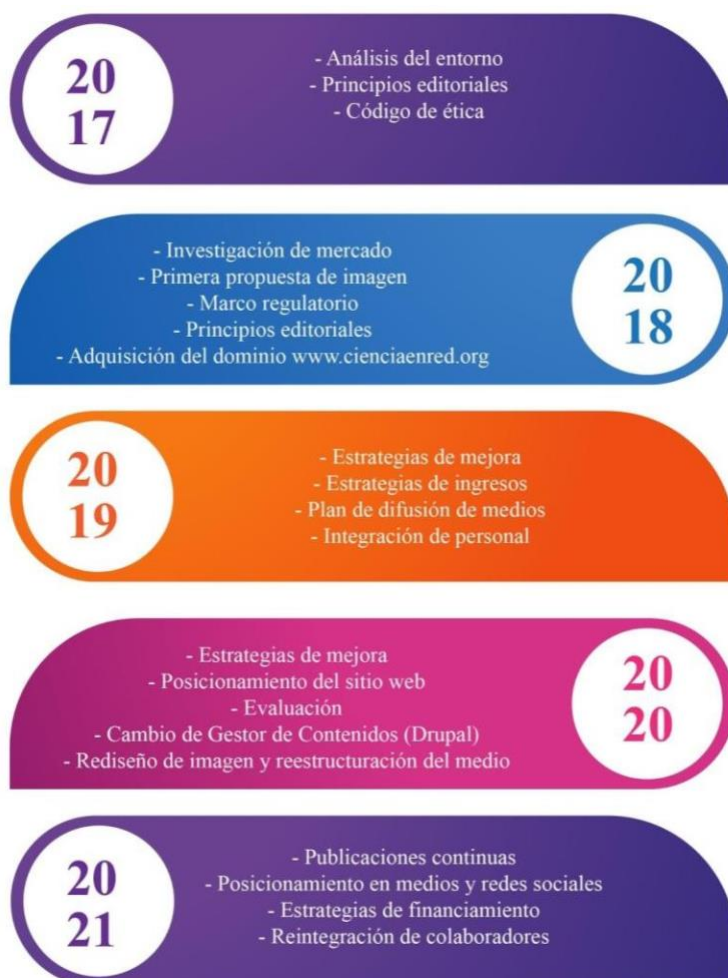 20
17
- Análisis del entorno
- Principios editoriales
- Código de ética
- Investigación de mercado
- Primera propuesta de imagen
- Marco regulatorio
- Principios editoriales
- Adquisición del dominio www.cienciaenred.org
20
18
20
19
- Estrategias de mejora
- Estrategias de ingresos
- Plan de difusión de medios
- Integración de personal
- Estrategias de mejora
- Posicionamiento del sitio web
- Evaluación
- Cambio de Gestor de Contenidos (Drupal)
- Rediseño de imagen y reestructuración del medio
20
20
20
21
- Publicaciones continuas
- Posicionamiento en medios y redes sociales
- Estrategias de financiamiento
- Reintegración de colaboradores